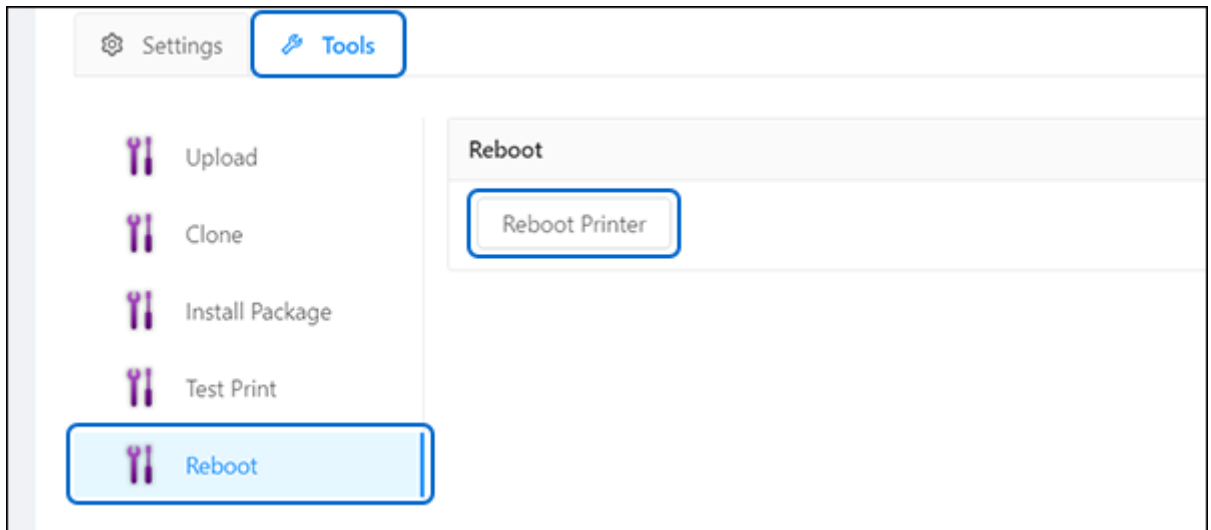 Settings
Tools
Upload
Clone
Install Package
Test Print
Reboot
Reboot
Reboot Printer